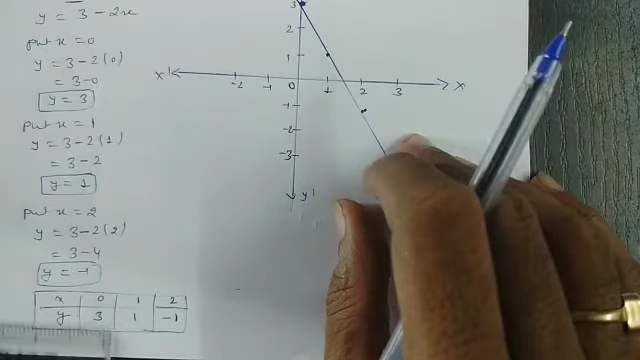 y = 3 - 2x
put x = 0
y = 3 - 2(0)
= 3 - 0
y = 3
put x = 1
y = 3 - 2(1)
= 3 - 2
y = 1
put x = 2
y = 3 - 2(2)
= 3 - 4
y = -1
x 0 1 2
y 3 1 -1
3
2
1
x' -2 -1 0 1 2 3 x
-1
-2
-3
y'